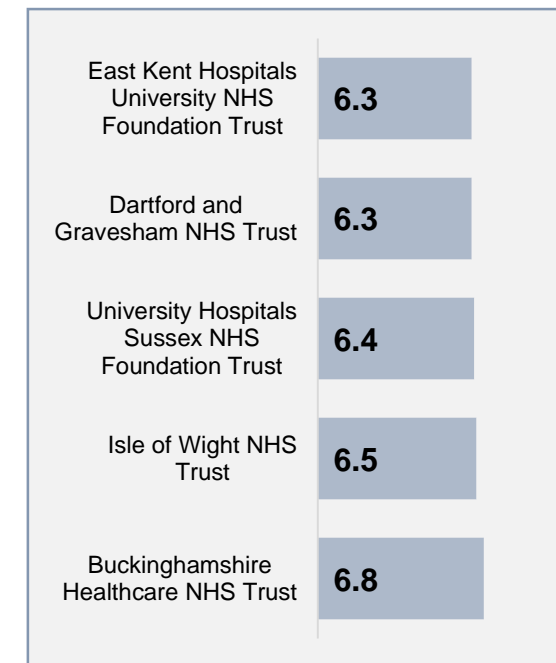 East Kent Hospitals
University NHS
Foundation Trust
6.3
Dartford and
Gravesham NHS Trust
6.3
University Hospitals
Sussex NHS
Foundation Trust
6.4
Isle of Wight NHS
Trust
6.5
Buckinghamshire
Healthcare NHS Trust
6.8